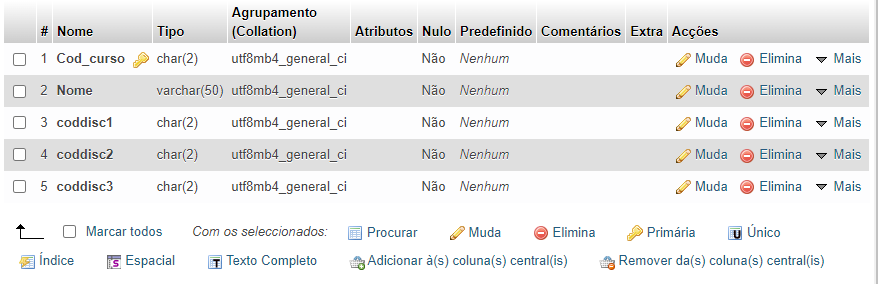 # Nome Tipo Agrupamento (Collation) Atributos Nulo Predefinido Comentários Extra Acções
1 Cod_curso char(2) utf8mb4_general_ci Não Nenhum Muda Elimina Mais
2 Nome varchar(50) utf8mb4_general_ci Não Nenhum Muda Elimina Mais
3 coddisc1 char(2) utf8mb4_general_ci Não Nenhum Muda Elimina Mais
4 coddisc2 char(2) utf8mb4_general_ci Não Nenhum Muda Elimina Mais
5 coddisc3 char(2) utf8mb4_general_ci Não Nenhum Muda Elimina Mais
Marcar todos Com os seleccionados: Procurar Muda Elimina Primária Único
Índice Espacial Texto Completo Adicionar à(s) coluna(s) central(is) Remover da(s) coluna(s) central(is)